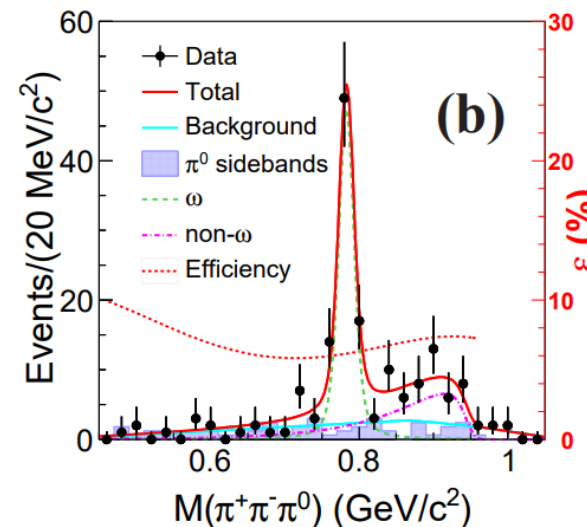 60
30
Data
Total
Background
π⁰ sidebands
ω
non-ω
Efficiency
(b)
40
20
20
10
0
0
0.6
0.8
1
Events/(20 MeV/c²)
ε (%)
M(π⁺π⁻π⁰) (GeV/c²)